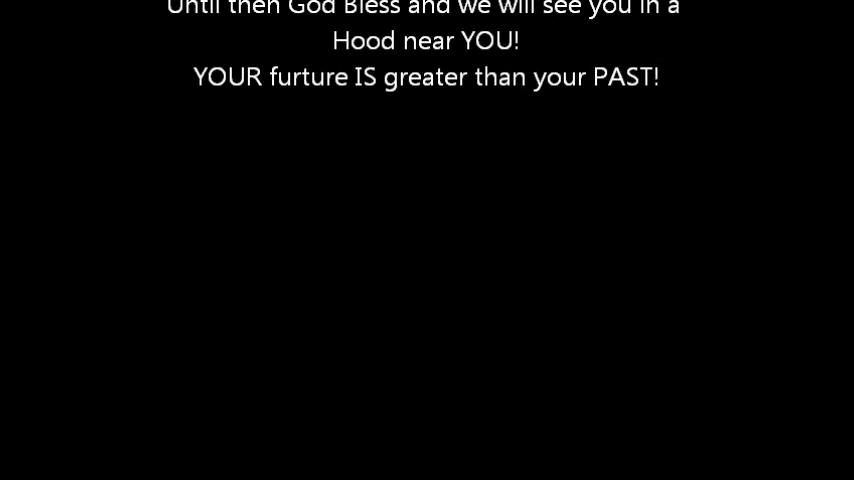 Until then God Bless and we will see you in a
Hood near YOU!
YOUR furture IS greater than your PAST!